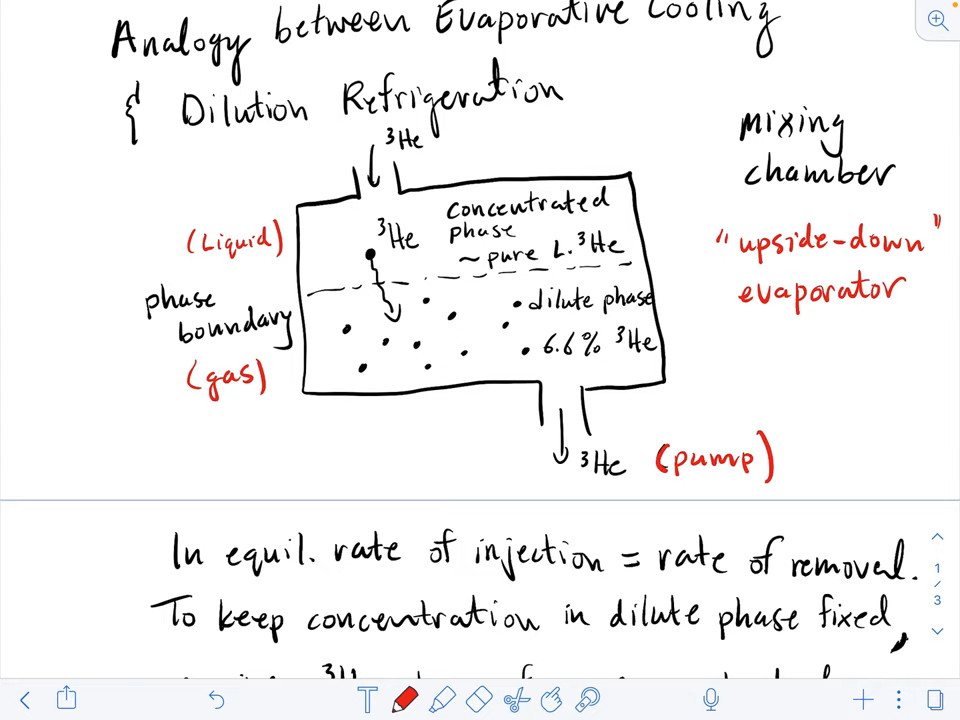 Analogy between Evaporative Cooling
{ Dilution Refrigeration
³He
mixing
chamber
(Liquid)
³He
concentrated
phase
~ pure L. ³He
"upside-down"
evaporator
phase
boundary
dilute phase
6.6% ³He
(gas)
³He (pump)
In equil. rate of injection = rate of removal.
To keep concentration in dilute phase fixed,
1
/
3
T